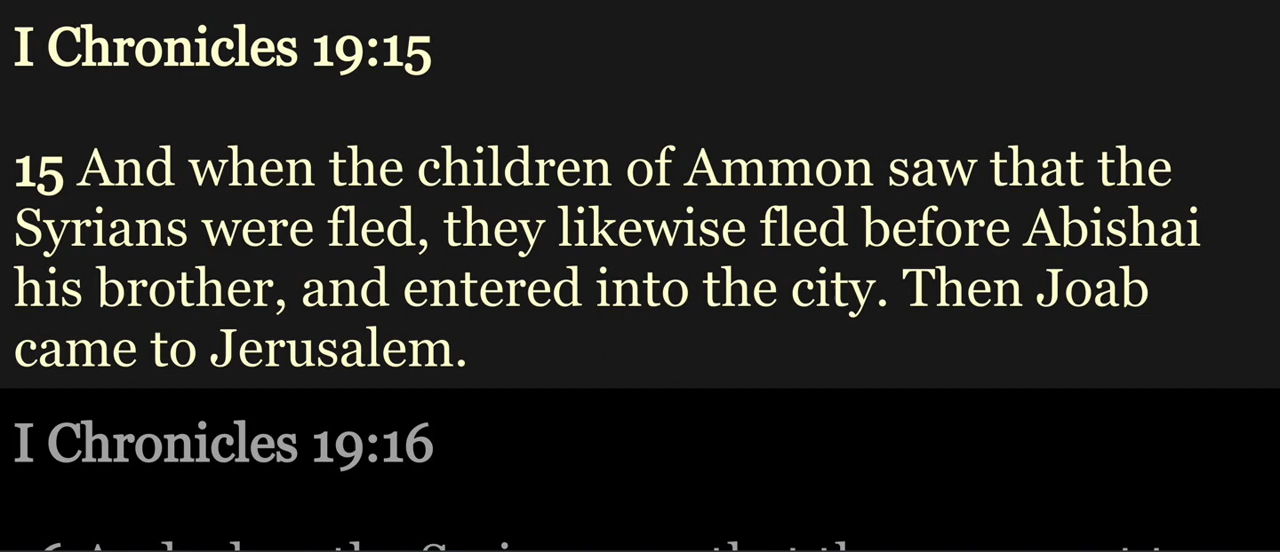 I Chronicles 19:15
15 And when the children of Ammon saw that the
Syrians were fled, they likewise fled before Abishai
his brother, and entered into the city. Then Joab
came to Jerusalem.
I Chronicles 19:16